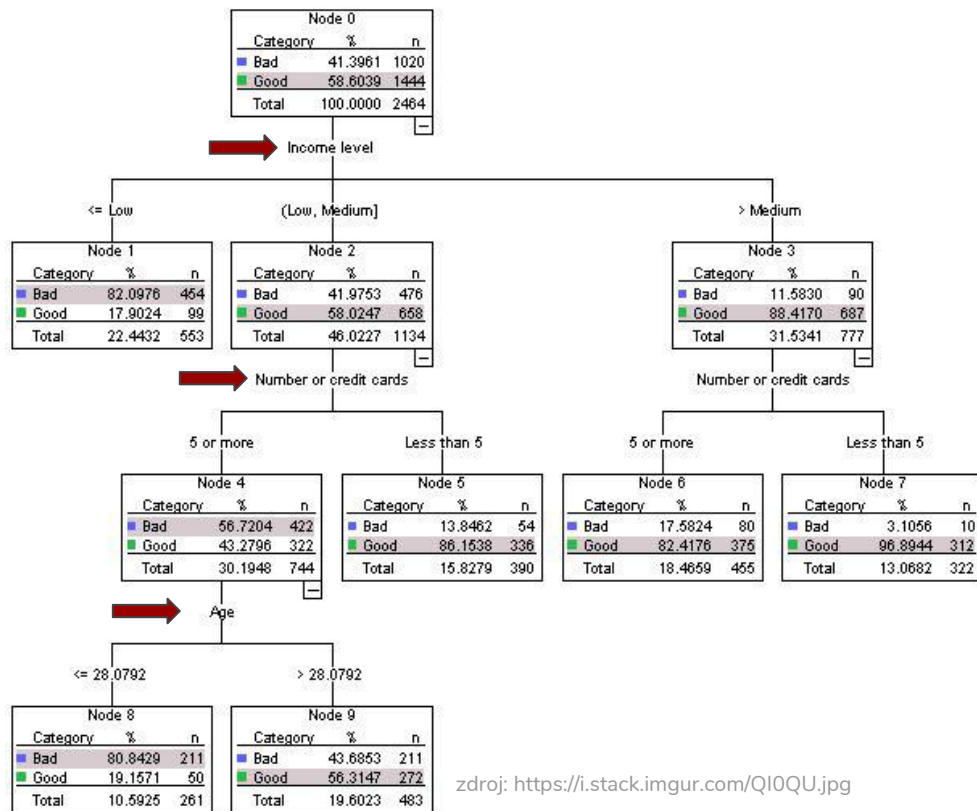 Node 0
Category % n
Bad 41.3961 1020
Good 58.6039 1444
Total 100.0000 2464
Income level
<= Low
(Low, Medium]
> Medium
Node 1
Category % n
Bad 82.0976 454
Good 17.9024 99
Total 22.4432 553
Node 2
Category % n
Bad 41.9753 476
Good 58.0247 658
Total 46.0227 1134
Node 3
Category % n
Bad 11.5830 90
Good 88.4170 687
Total 31.5341 777
Number or credit cards
Number or credit cards
5 or more
Less than 5
5 or more
Less than 5
Node 4
Category % n
Bad 56.7204 422
Good 43.2796 322
Total 30.1948 744
Node 5
Category % n
Bad 13.8462 54
Good 86.1538 336
Total 15.8279 390
Node 6
Category % n
Bad 17.5824 80
Good 82.4176 375
Total 18.4659 455
Node 7
Category % n
Bad 3.1056 10
Good 96.8944 312
Total 13.0682 322
Age
<= 28.0792
> 28.0792
Node 8
Category % n
Bad 80.8429 211
Good 19.1571 50
Total 10.5925 261
Node 9
Category % n
Bad 43.6853 211
Good 56.3147 272
Total 19.6023 483
zdroj: https://i.stack.imgur.com/QI0QU.jpg